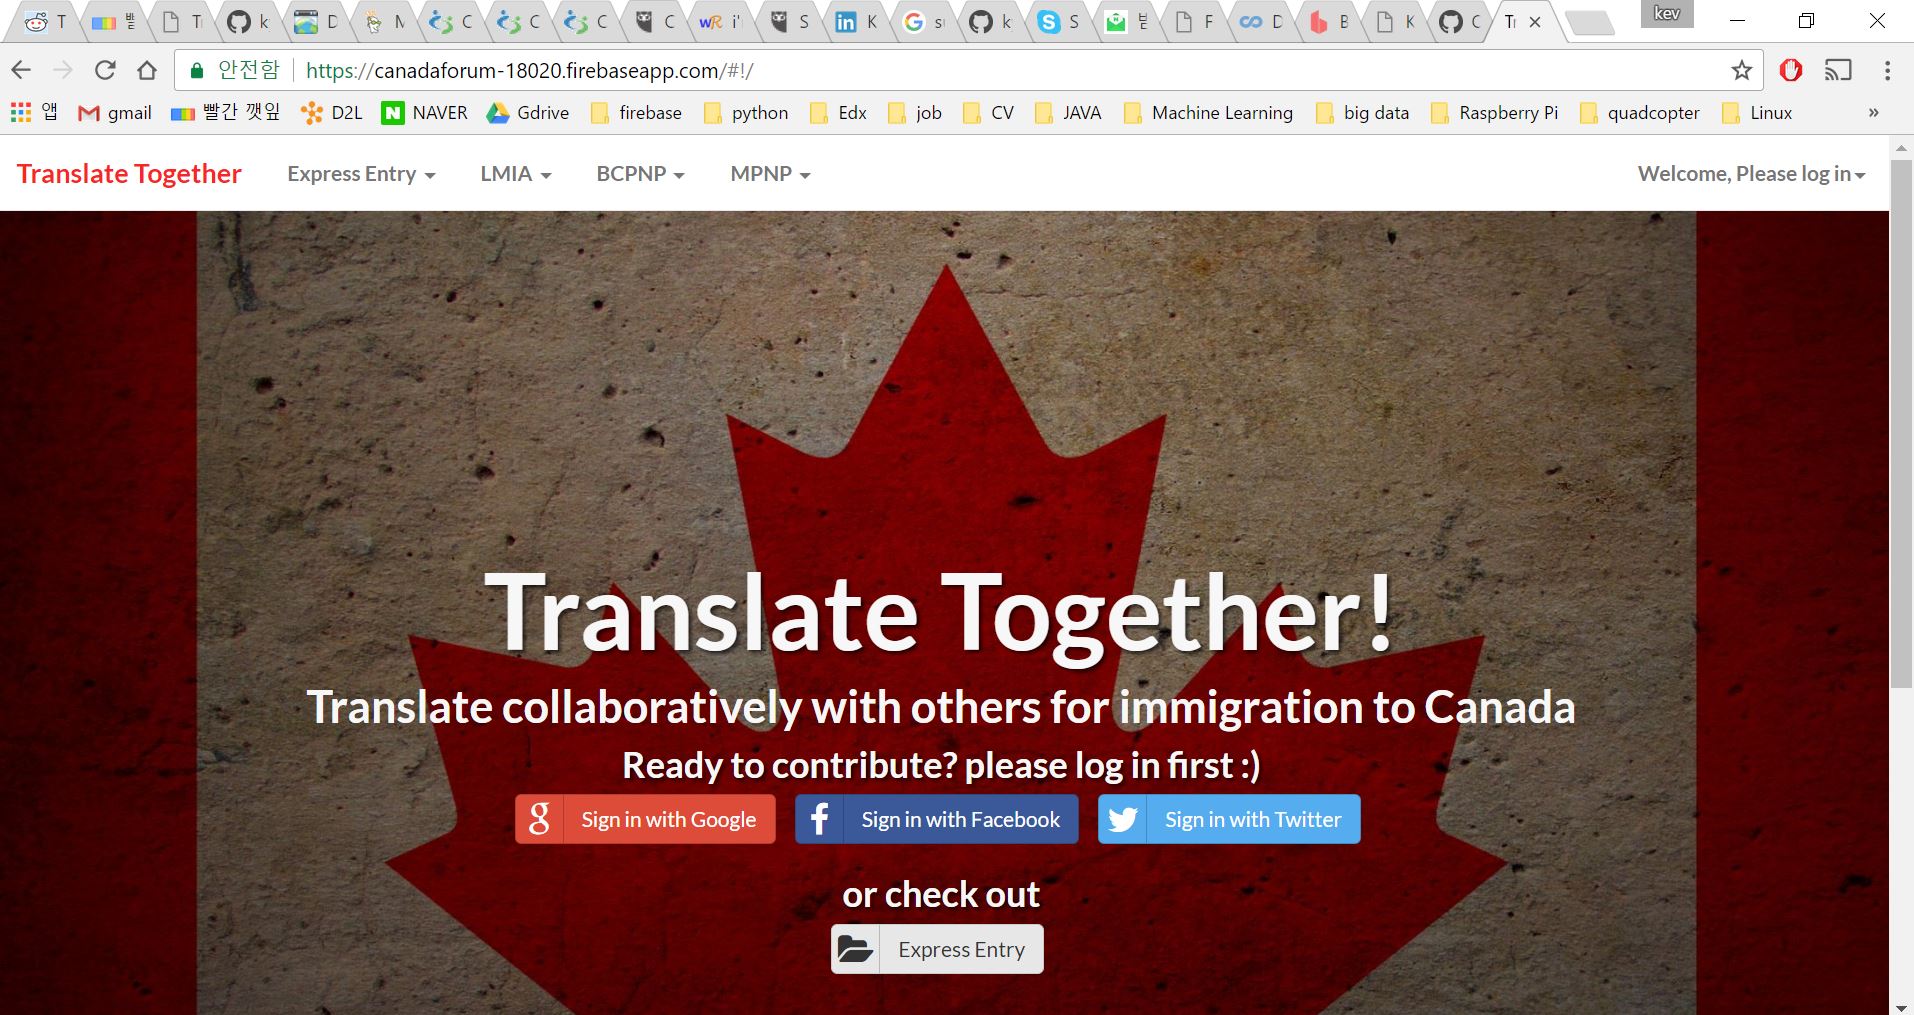 kev
안전함 https://canadaforum-18020.firebaseapp.com/#!/
앱 gmail 빨간 깻잎 D2L NAVER Gdrive firebase python Edx job CV JAVA Machine Learning big data Raspberry Pi quadcopter Linux »
Translate Together Express Entry LMIA BCPNP MPNP Welcome, Please log in
Translate Together!
Translate collaboratively with others for immigration to Canada
Ready to contribute? please log in first :)
Sign in with Google Sign in with Facebook Sign in with Twitter
or check out
Express Entry